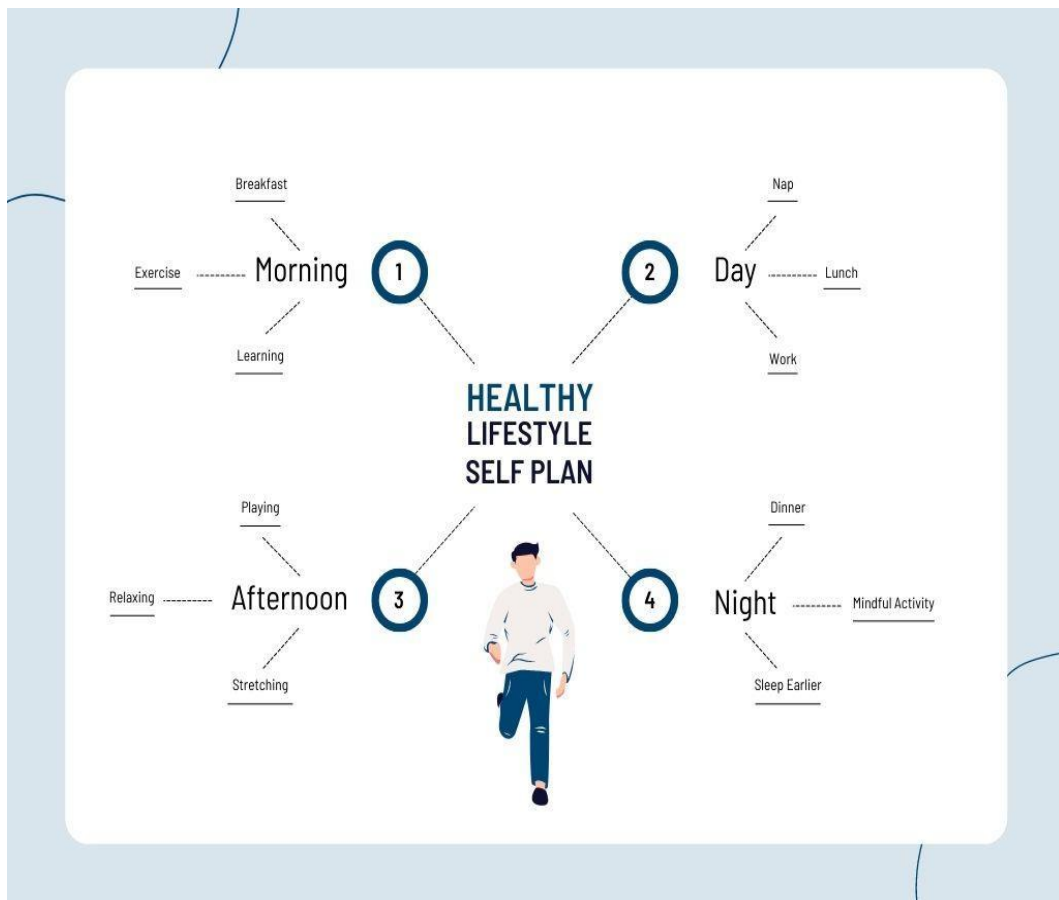 Breakfast
Exercise
Morning
1
Learning
Nap
2
Day
Lunch
Work
HEALTHY
LIFESTYLE
SELF PLAN
Playing
Relaxing
Afternoon
3
Stretching
Dinner
4
Night
Mindful Activity
Sleep Earlier